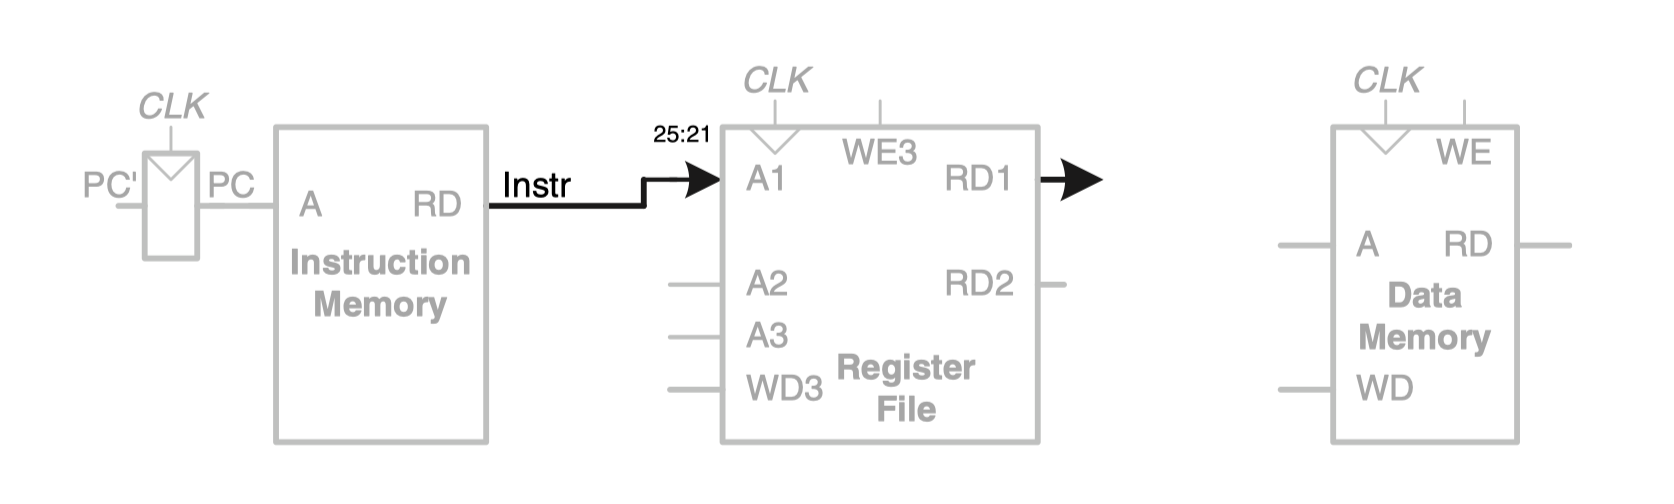 CLK
PC'
PC
A
RD
Instruction
Memory
Instr
25:21
CLK
WE3
A1
RD1
A2
RD2
A3
WD3
Register
File
CLK
WE
A
RD
Data
Memory
WD